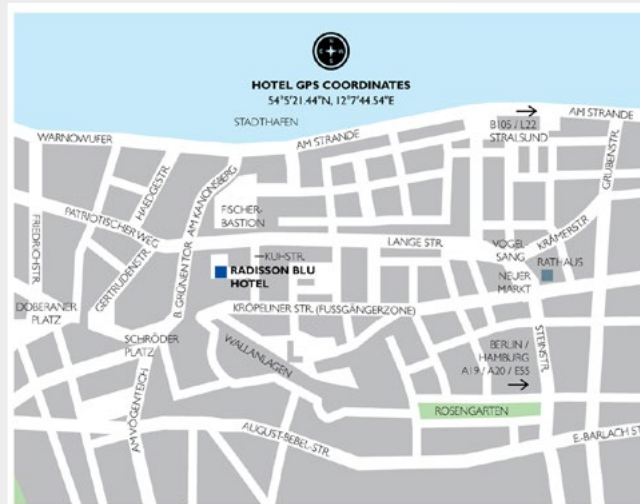 N
E
W
S
HOTEL GPS COORDINATES
54°5'21.44"N, 12°7'44.54"E
STADTHAFEN
AM STRANDE
AM STRANDE
B105 / L22
STRALSUND
WARNOWUFER
HAEDGESTR.
AM KANONSBERG
GRUBENSTR.
FRIEDRICHSTR.
PATRIOTISCHER WEG
FISCHER-
BASTION
LANGE STR.
KRÄMERSTR.
VOGEL
SANG
RATHAUS
KUHSTR.
RADISSON BLU
HOTEL
GERTRUDENSTR.
B. GRÜNEN TOR
NEUER
MARKT
DOBERANER
PLATZ
KRÖPELINER STR. (FUSSGÄNGERZONE)
SCHRÖDER
PLATZ
WALLANLAGEN
STEINSTR.
BERLIN /
HAMBURG
A19 / A20 / E55
AM VÖGENTEICH
ROSENGARTEN
AUGUST-BEBEL-STR.
E-BARLACH ST